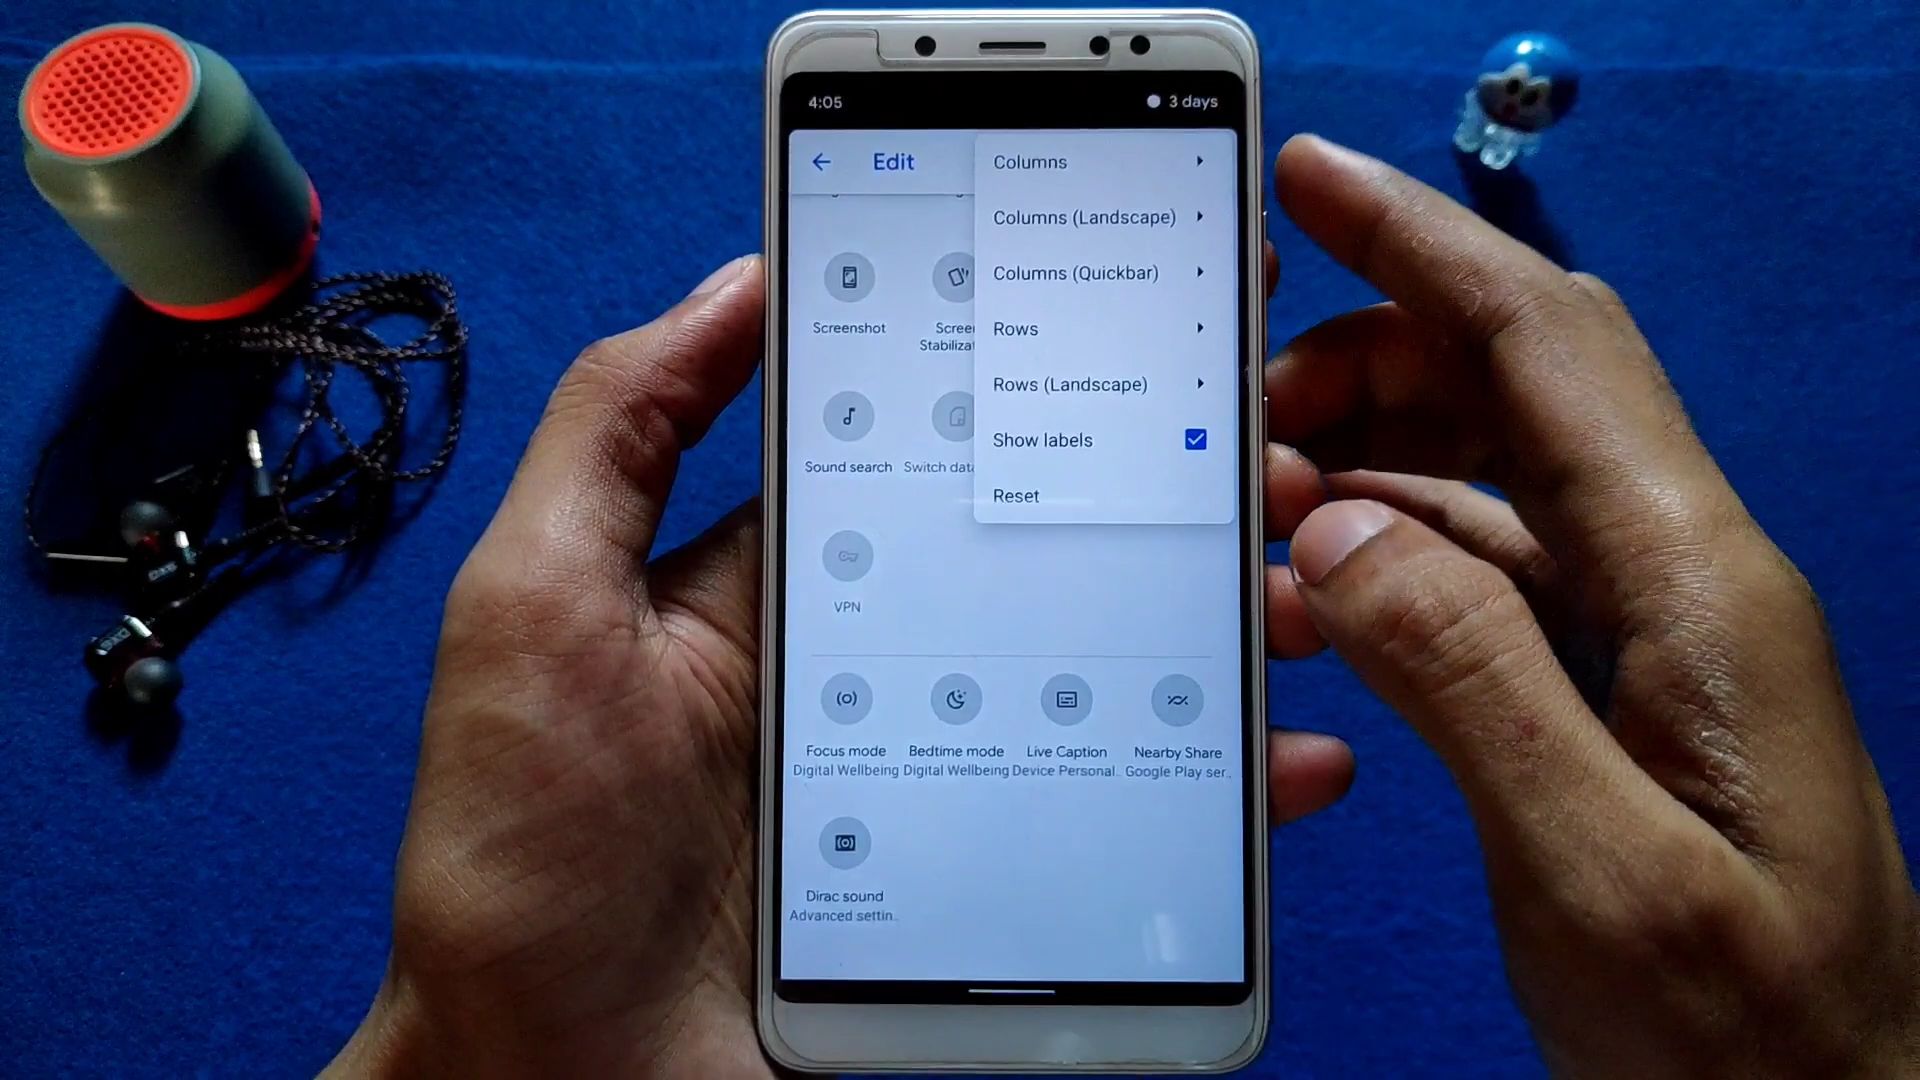 4:05
3 days
Edit
Columns
Columns (Landscape)
Columns (Quickbar)
Rows
Rows (Landscape)
Show labels
Reset
Screenshot
Scree
Stabilizat
Sound search
Switch data
VPN
Focus mode
Digital Wellbeing
Bedtime mode
Digital Wellbeing
Live Caption
Device Personal..
Nearby Share
Google Play ser..
Dirac sound
Advanced settin..